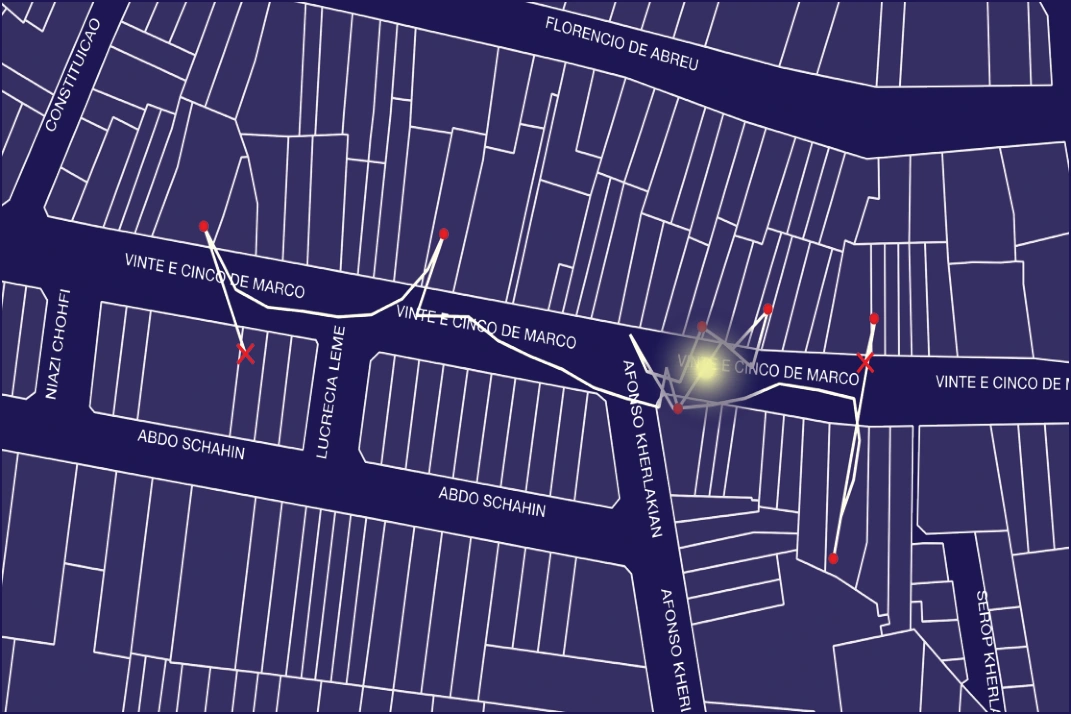 FLORENCIO DE ABREU
CONSTITUICAO
VINTE E CINCO DE MARCO
VINTE E CINCO DE MARCO
VINTE E CINCO DE MARCO
VINTE E CINCO DE M
NIAZI CHOHFI
LUCRECIA LEME
AFONSO KHERLAKIAN
ABDO SCHAHIN
ABDO SCHAHIN
AFONSO KHERL
SEROP KHERLA